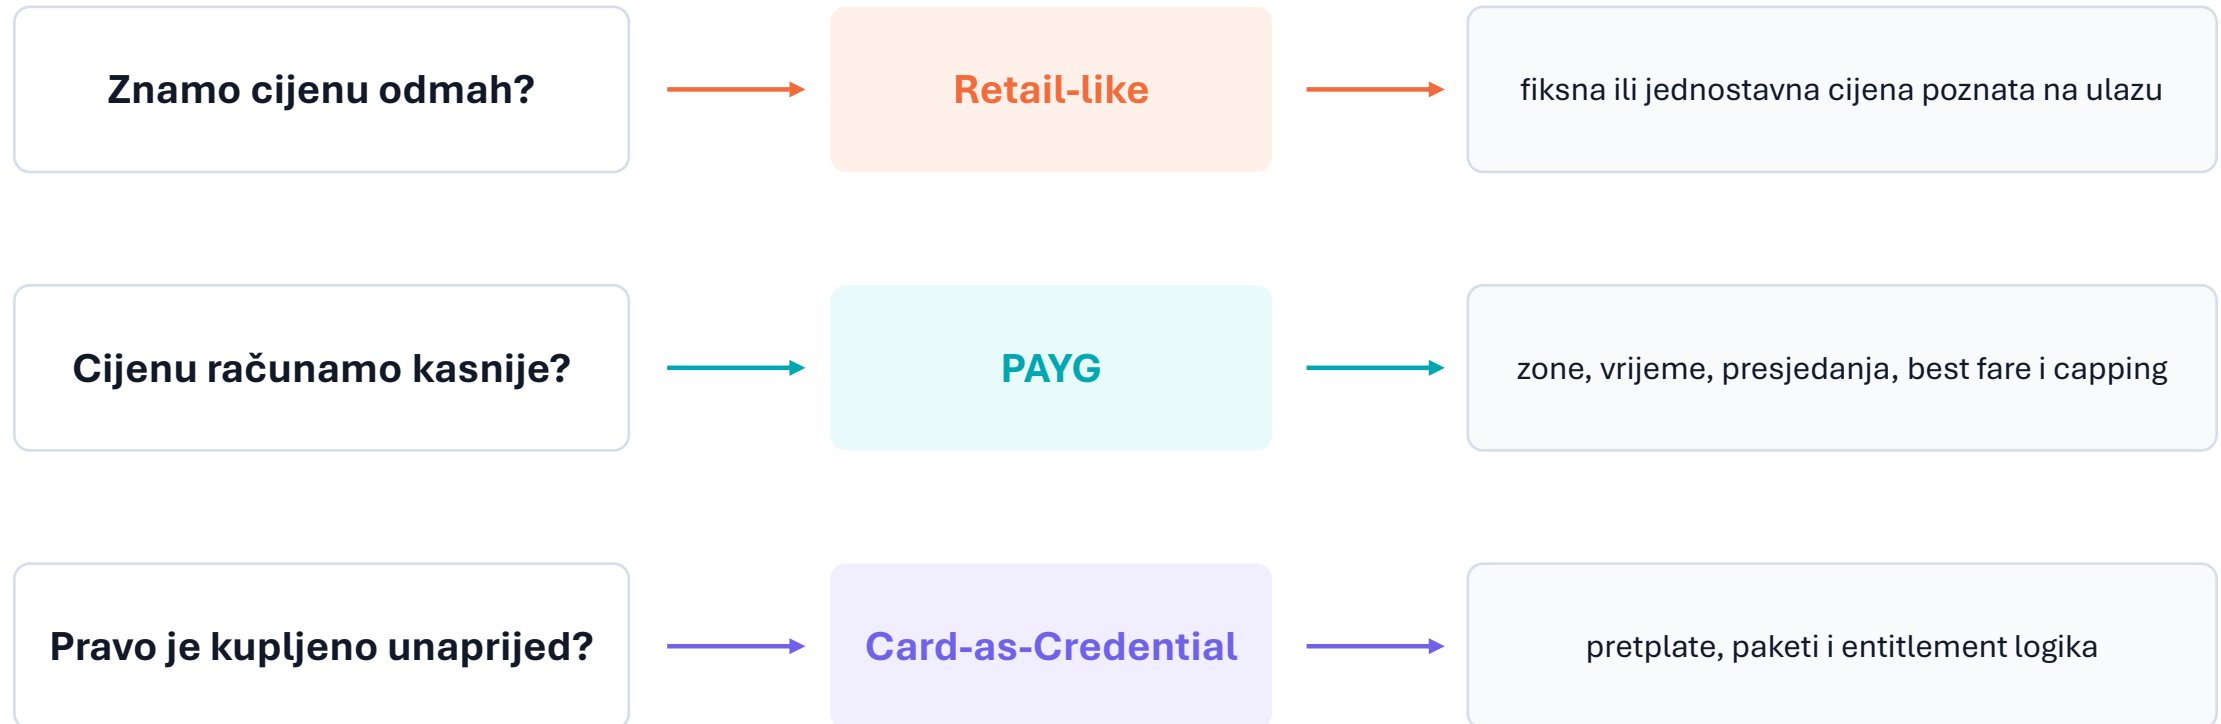 Znamo cijenu odmah?
Retail-like
fiksna ili jednostavna cijena poznata na ulazu
Cijenu računamo kasnije?
PAYG
zone, vrijeme, presjedanja, best fare i capping
Pravo je kupljeno unaprijed?
Card-as-Credential
pretplate, paketi i entitlement logika